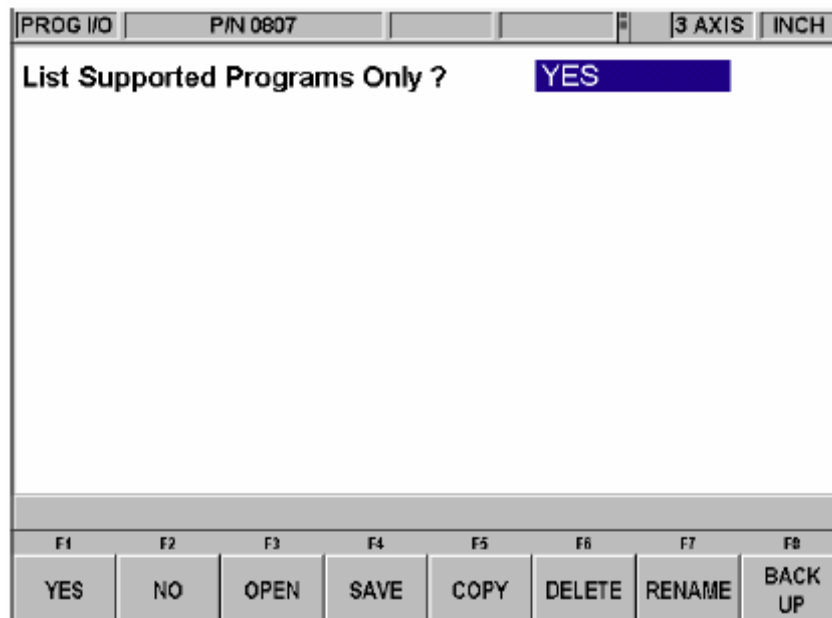 PROG I/O P/N 0807 3 AXIS INCH
List Supported Programs Only ? YES
F1 F2 F3 F4 F5 F6 F7 F8
YES NO OPEN SAVE COPY DELETE RENAME BACK UP